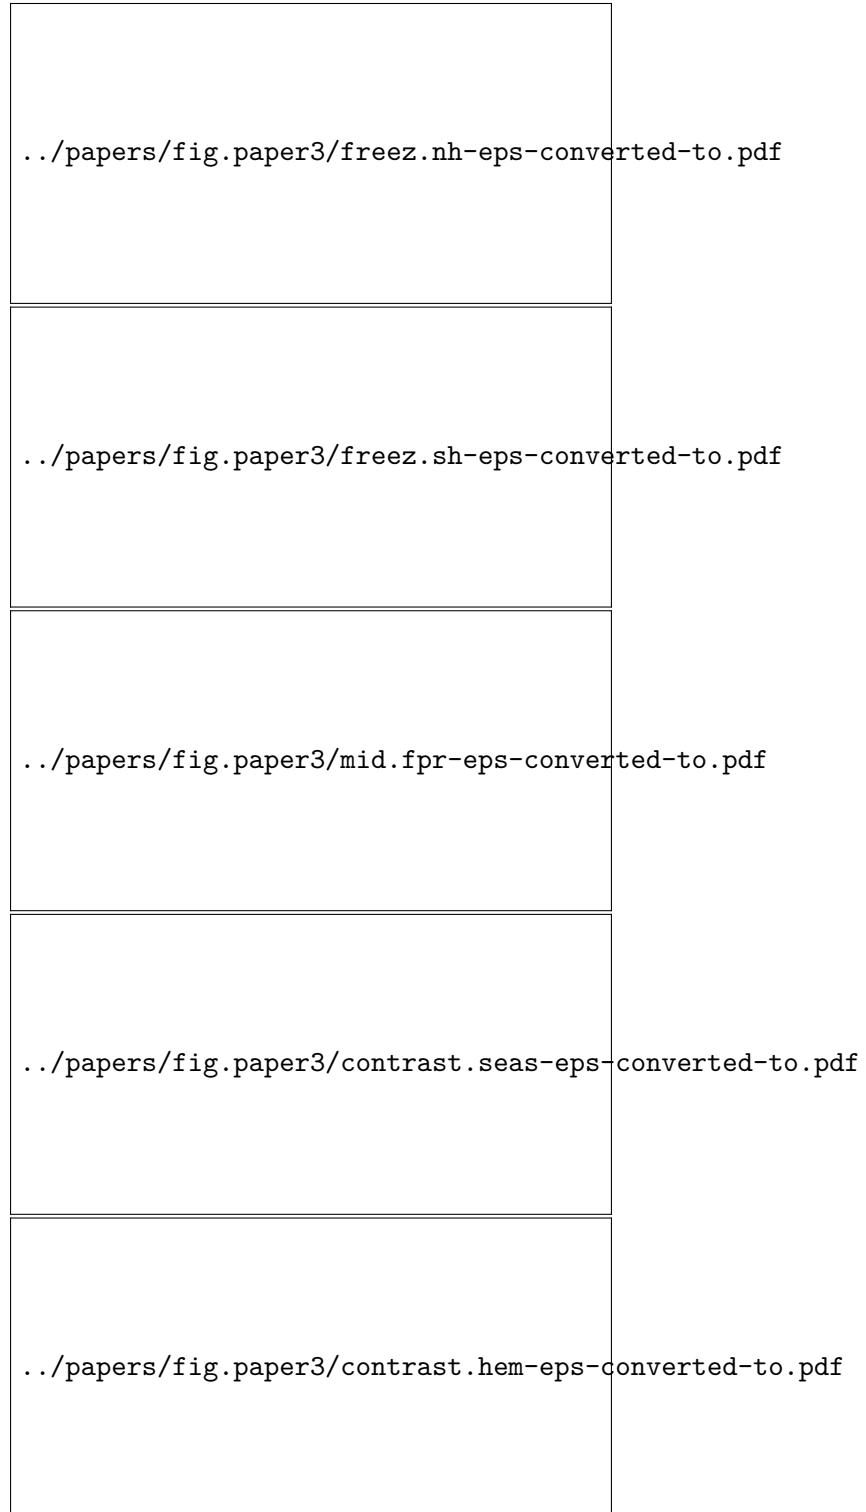 ../papers/fig.paper3/freez.nh-eps-converted-to.pdf
../papers/fig.paper3/freez.sh-eps-converted-to.pdf
../papers/fig.paper3/mid.fpr-eps-converted-to.pdf
../papers/fig.paper3/contrast.seas-eps-converted-to.pdf
../papers/fig.paper3/contrast.hem-eps-converted-to.pdf